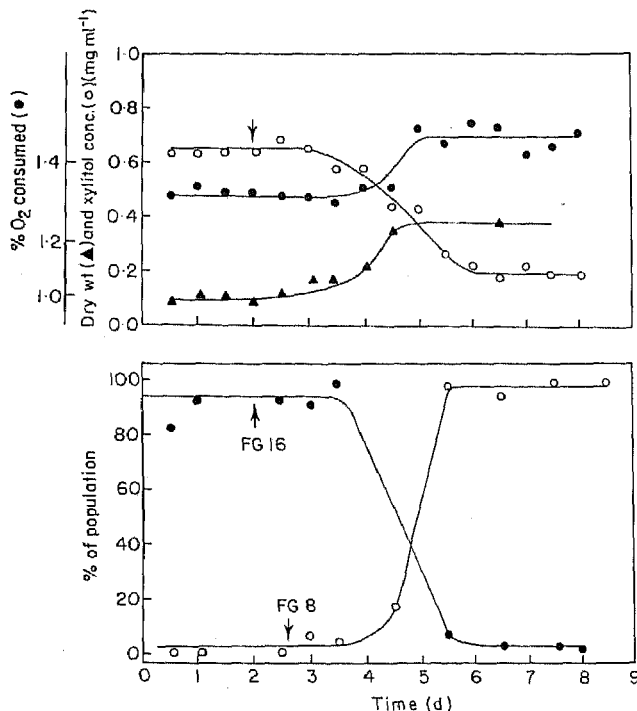 % O₂ consumed (●)
1·4
1·2
1·0
Dry wt (▲) and xylitol conc. (○) (mg ml⁻¹)
1·0
0·8
0·6
0·4
0·2
0·0
% of population
100
80
60
40
20
0
FG 16
FG 8
0 1 2 3 4 5 6 7 8 9
Time (d)